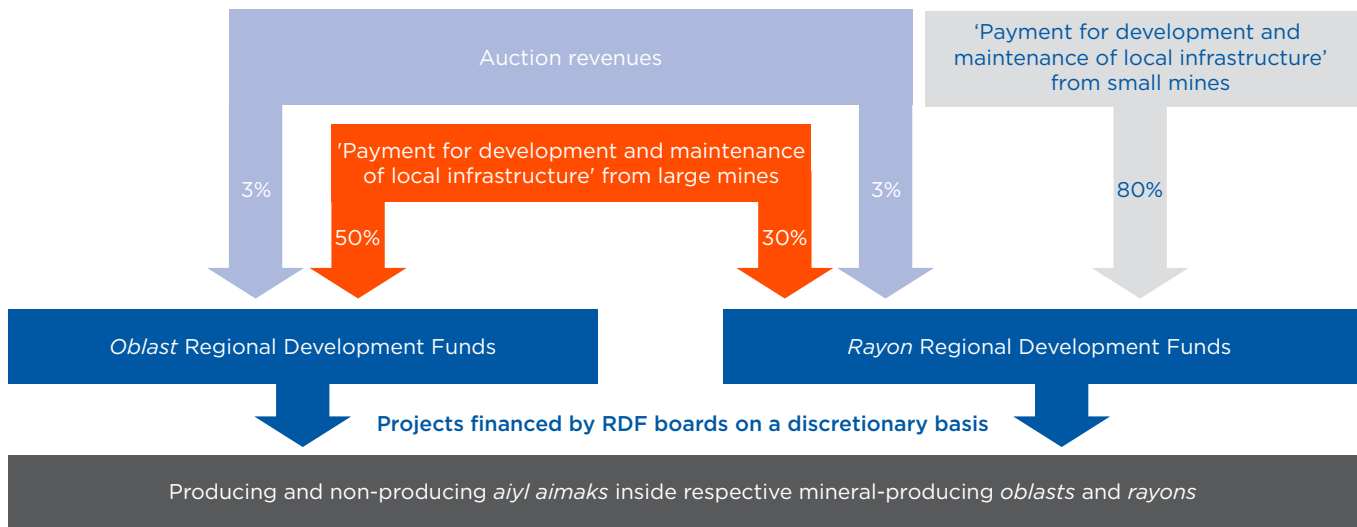 Auction revenues
‘Payment for development and
maintenance of local infrastructure’
from small mines
'Payment for development and maintenance
of local infrastructure' from large mines
3%
3%
80%
50%
30%
Oblast Regional Development Funds
Rayon Regional Development Funds
Projects financed by RDF boards on a discretionary basis
Producing and non-producing aiyl aimaks inside respective mineral-producing oblasts and rayons